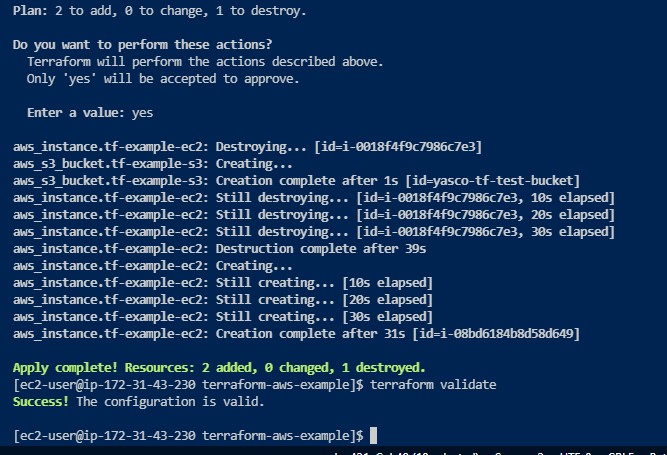 Plan: 2 to add, 0 to change, 1 to destroy.
Do you want to perform these actions?
Terraform will perform the actions described above.
Only 'yes' will be accepted to approve.
Enter a value: yes
aws_instance.tf-example-ec2: Destroying... [id=i-0018f4f9c7986c7e3]
aws_s3_bucket.tf-example-s3: Creating...
aws_s3_bucket.tf-example-s3: Creation complete after 1s [id=yasco-tf-test-bucket]
aws_instance.tf-example-ec2: Still destroying... [id=i-0018f4f9c7986c7e3, 10s elapsed]
aws_instance.tf-example-ec2: Still destroying... [id=i-0018f4f9c7986c7e3, 20s elapsed]
aws_instance.tf-example-ec2: Still destroying... [id=i-0018f4f9c7986c7e3, 30s elapsed]
aws_instance.tf-example-ec2: Destruction complete after 39s
aws_instance.tf-example-ec2: Creating...
aws_instance.tf-example-ec2: Still creating... [10s elapsed]
aws_instance.tf-example-ec2: Still creating... [20s elapsed]
aws_instance.tf-example-ec2: Still creating... [30s elapsed]
aws_instance.tf-example-ec2: Creation complete after 31s [id=i-08bd6184b8d58d649]
Apply complete! Resources: 2 added, 0 changed, 1 destroyed.
[ec2-user@ip-172-31-43-230 terraform-aws-example]$ terraform validate
Success! The configuration is valid.
[ec2-user@ip-172-31-43-230 terraform-aws-example]$